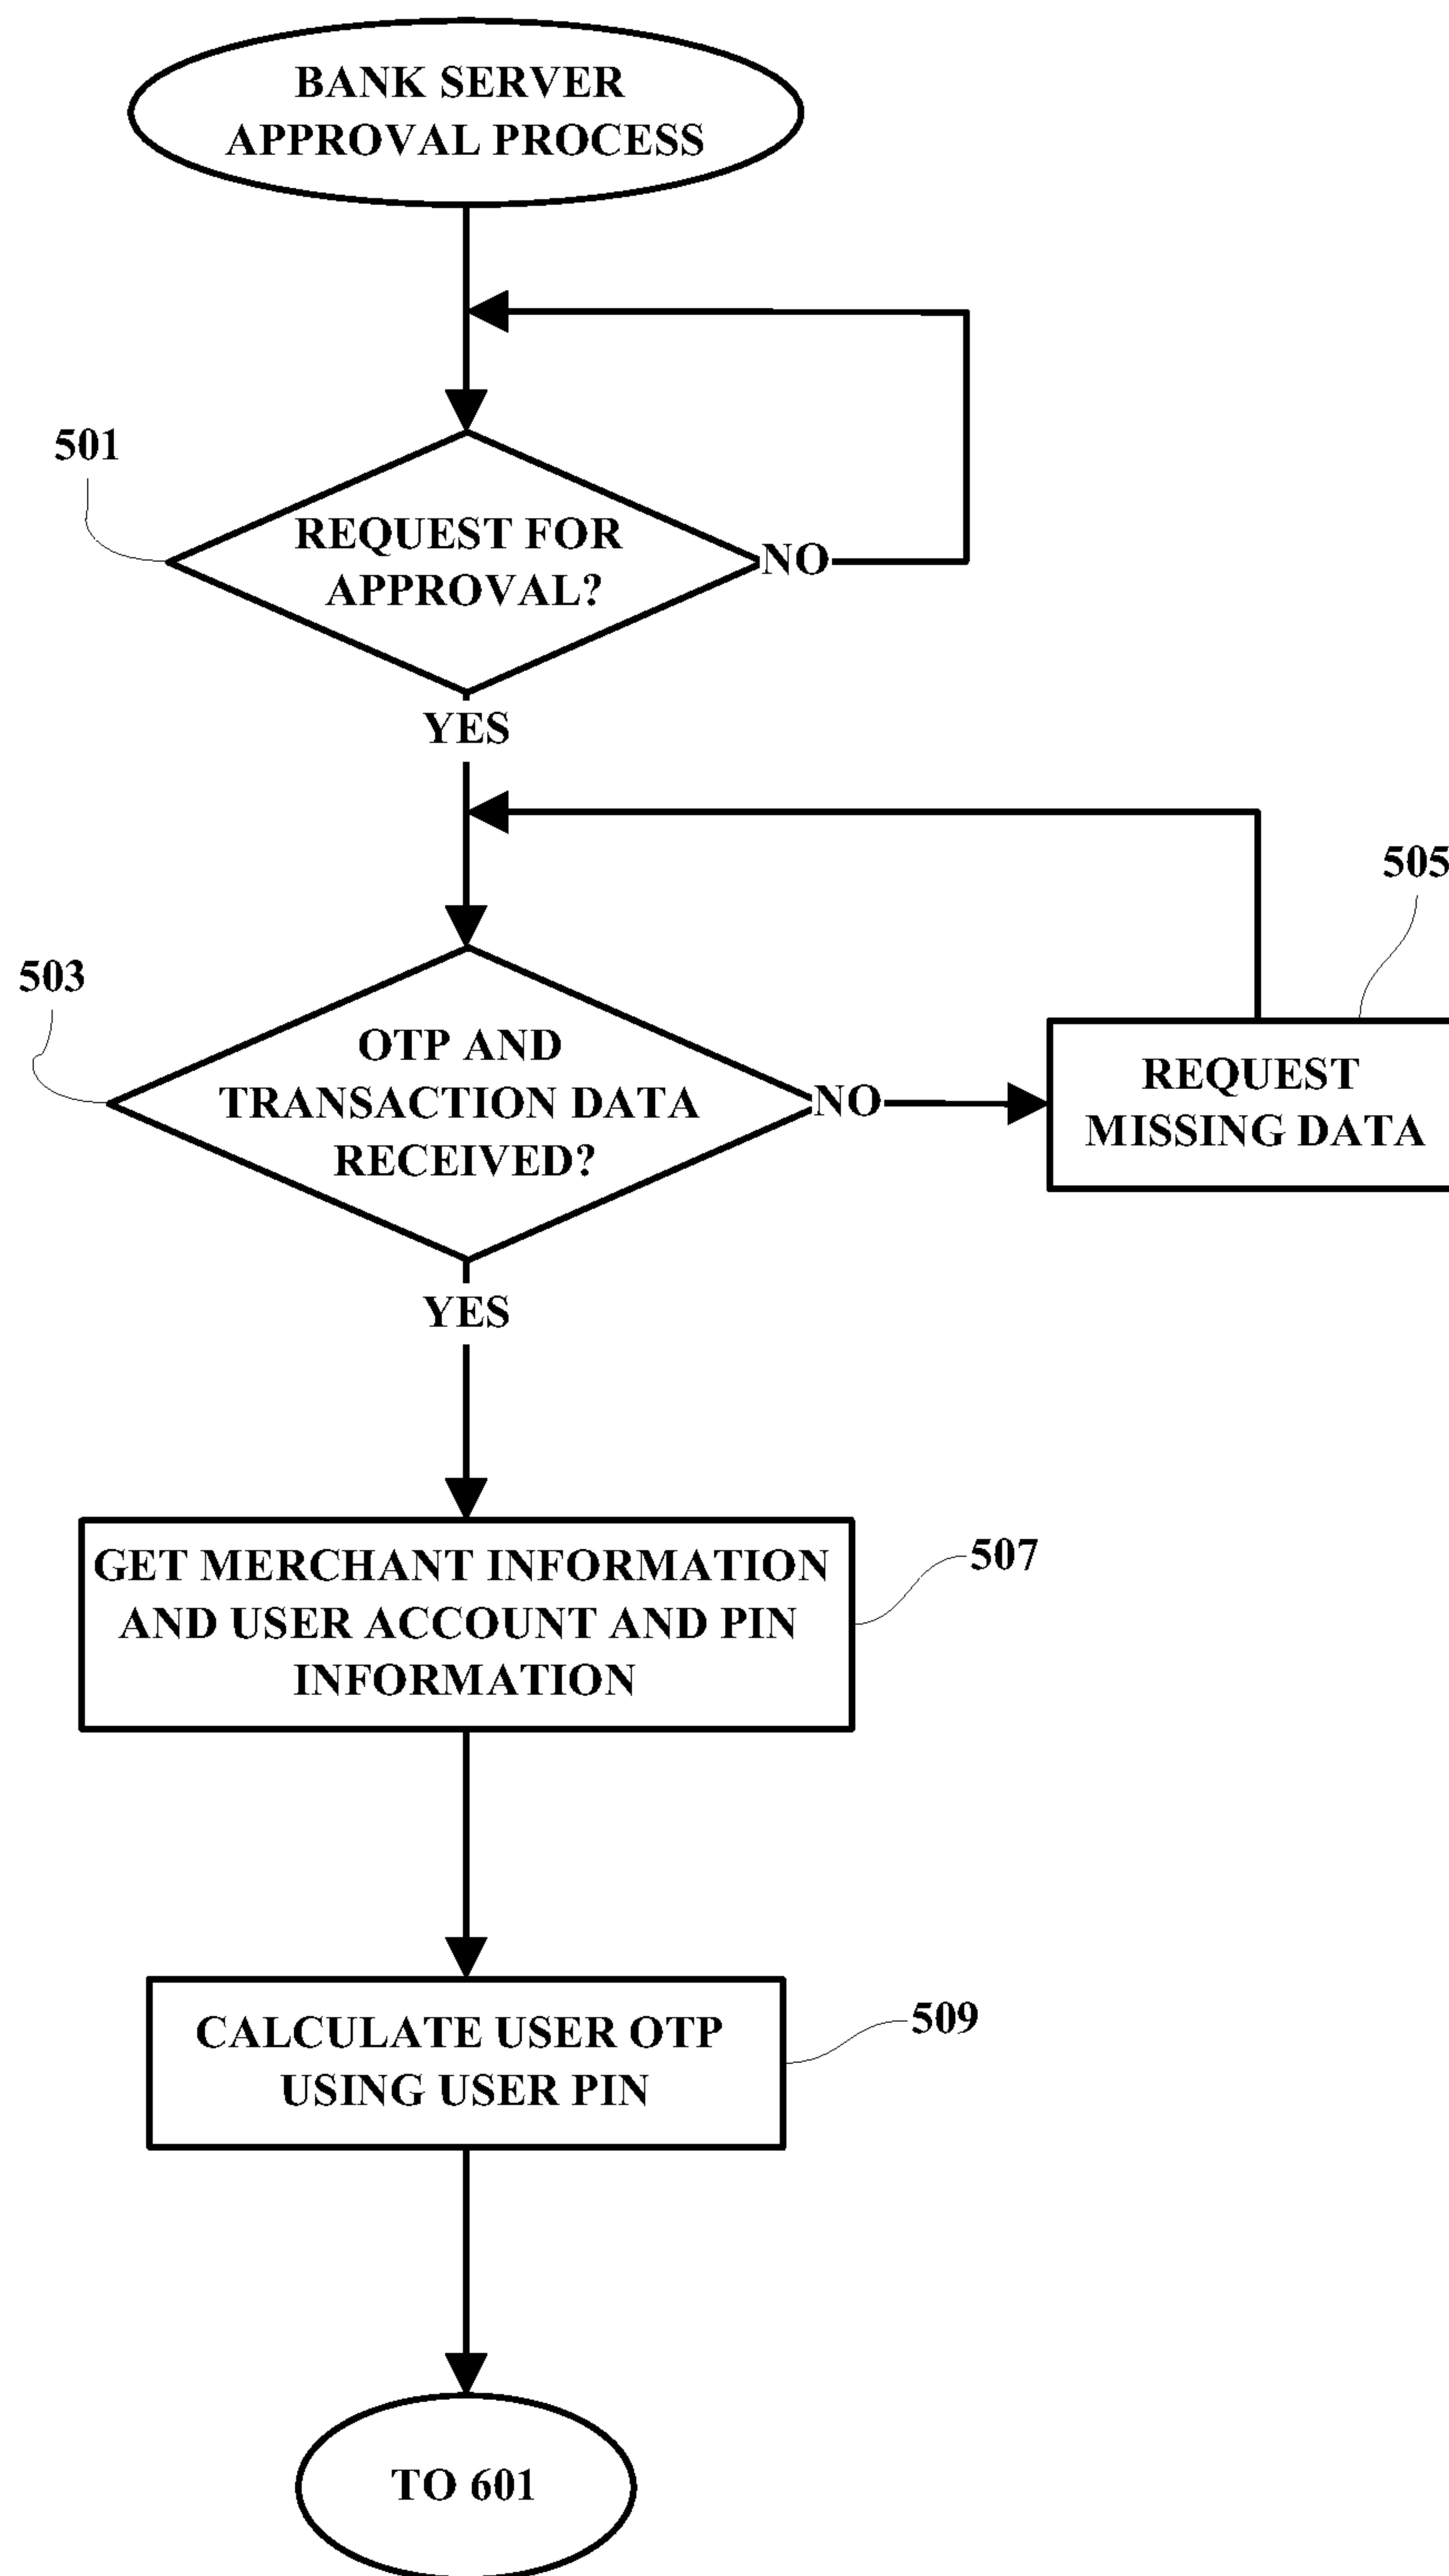 BANK SERVER
APPROVAL PROCESS
501
REQUEST FOR
APPROVAL?
NO
YES
505
503
OTP AND
TRANSACTION DATA
RECEIVED?
NO
REQUEST
MISSING DATA
YES
GET MERCHANT INFORMATION
AND USER ACCOUNT AND PIN
INFORMATION
507
CALCULATE USER OTP
USING USER PIN
509
TO 601